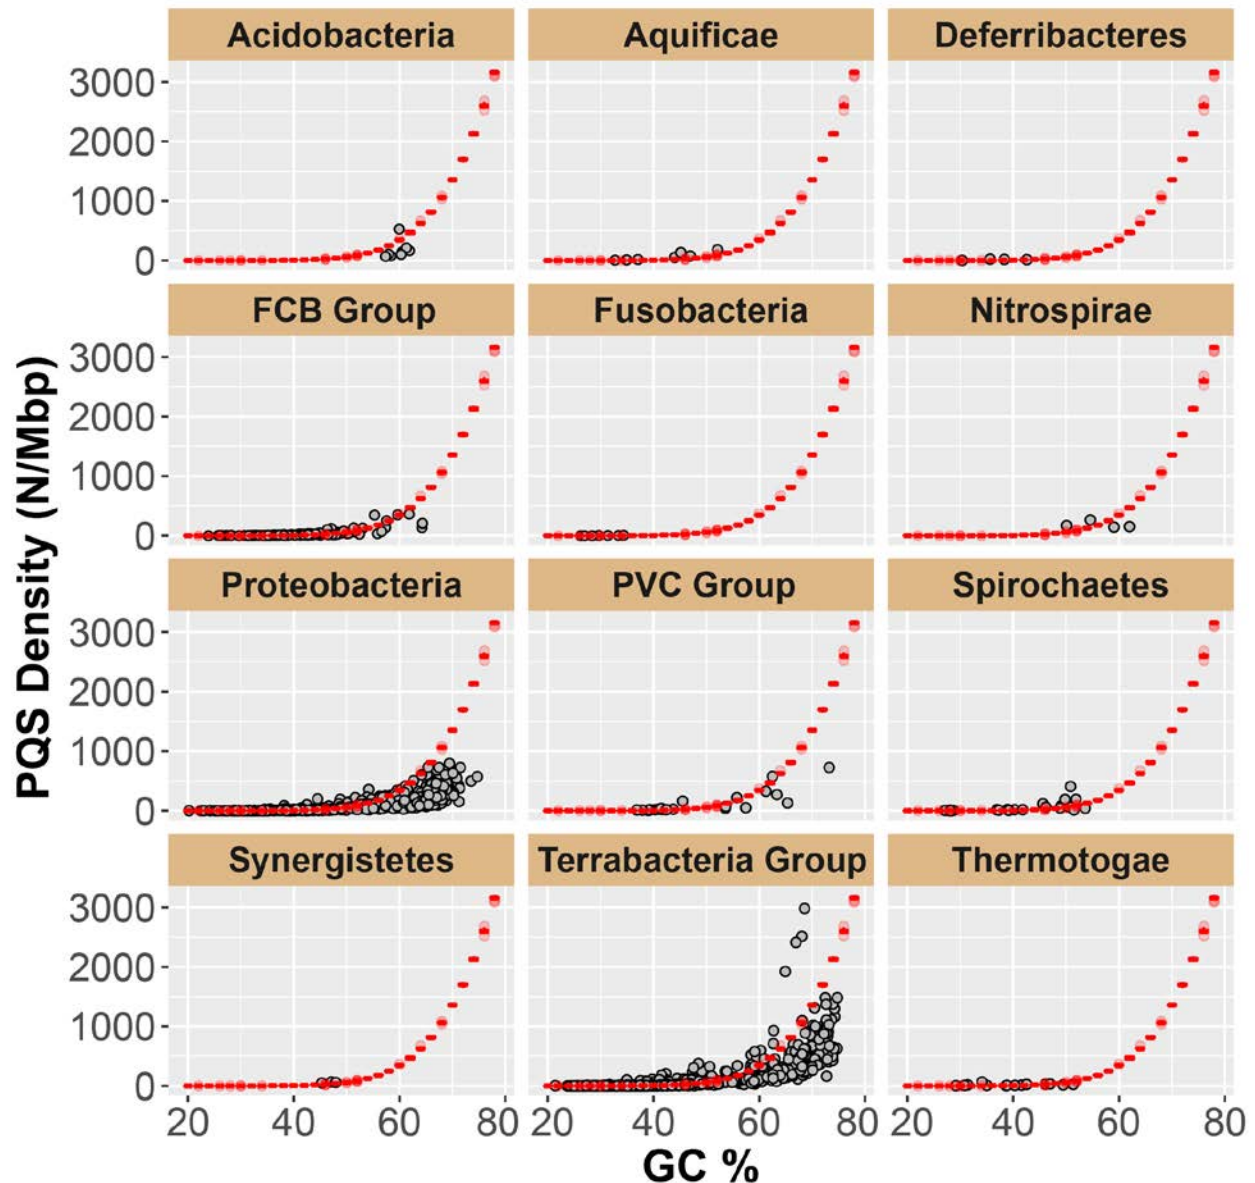 Acidobacteria Aquificae Deferribacteres
3000
2000
1000
0
FCB Group Fusobacteria Nitrospirae
3000
2000
1000
0
Proteobacteria PVC Group Spirochaetes
3000
2000
1000
0
Synergistetes Terrabacteria Group Thermotogae
3000
2000
1000
0
20 40 60 80 20 40 60 80 20 40 60 80
GC %
PQS Density (N/Mbp)